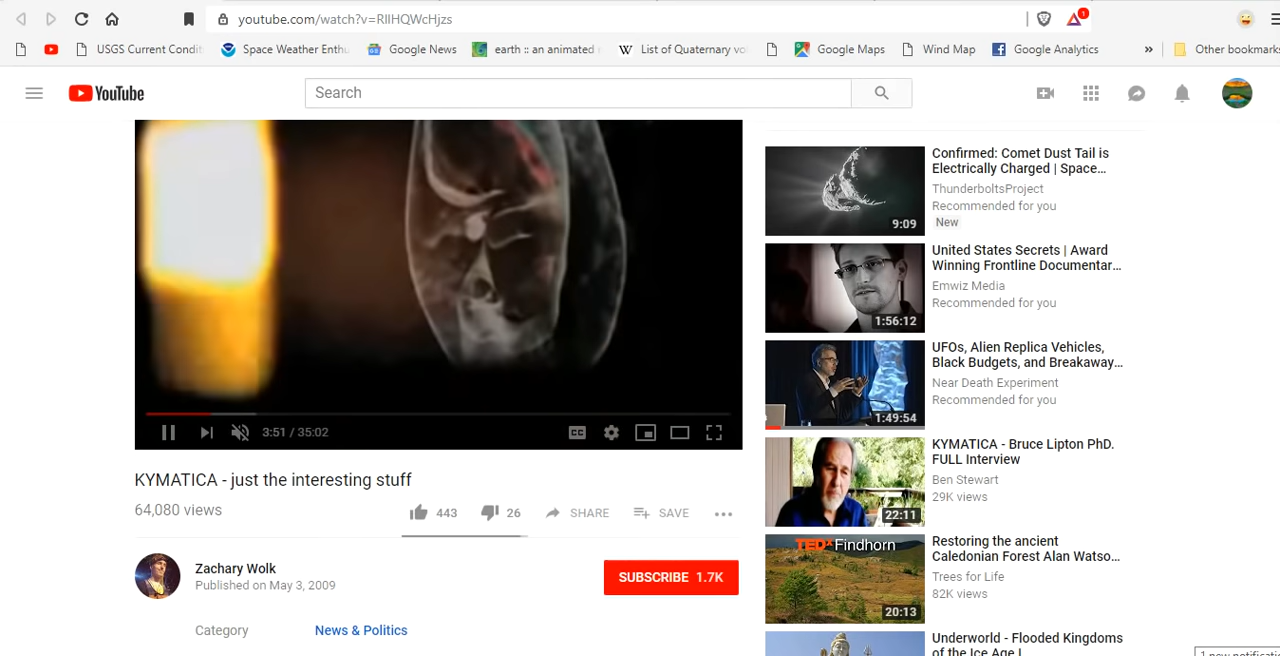 youtube.com/watch?v=RlIHQWcHjzs
1
USGS Current Condit
Space Weather Enthu
Google News
earth :: an animated
W List of Quaternary vo
Google Maps
Wind Map
Google Analytics
»
Other bookmarks
YouTube
Search
KYMATICA - just the interesting stuff
3:51 / 35:02
CC
64,080 views
443
26
SHARE
SAVE
Zachary Wolk
Published on May 3, 2009
SUBSCRIBE 1.7K
Category
News & Politics
9:09
Confirmed: Comet Dust Tail is
Electrically Charged | Space...
ThunderboltsProject
Recommended for you
New
1:56:12
United States Secrets | Award
Winning Frontline Documentar...
Emwiz Media
Recommended for you
1:49:54
UFOs, Alien Replica Vehicles,
Black Budgets, and Breakaway...
Near Death Experiment
Recommended for you
22:11
KYMATICA - Bruce Lipton PhD.
FULL Interview
Ben Stewart
29K views
TEDx Findhorn
20:13
Restoring the ancient
Caledonian Forest Alan Watso...
Trees for Life
82K views
Underworld - Flooded Kingdoms
of the Ice Age I
1 new notificatio